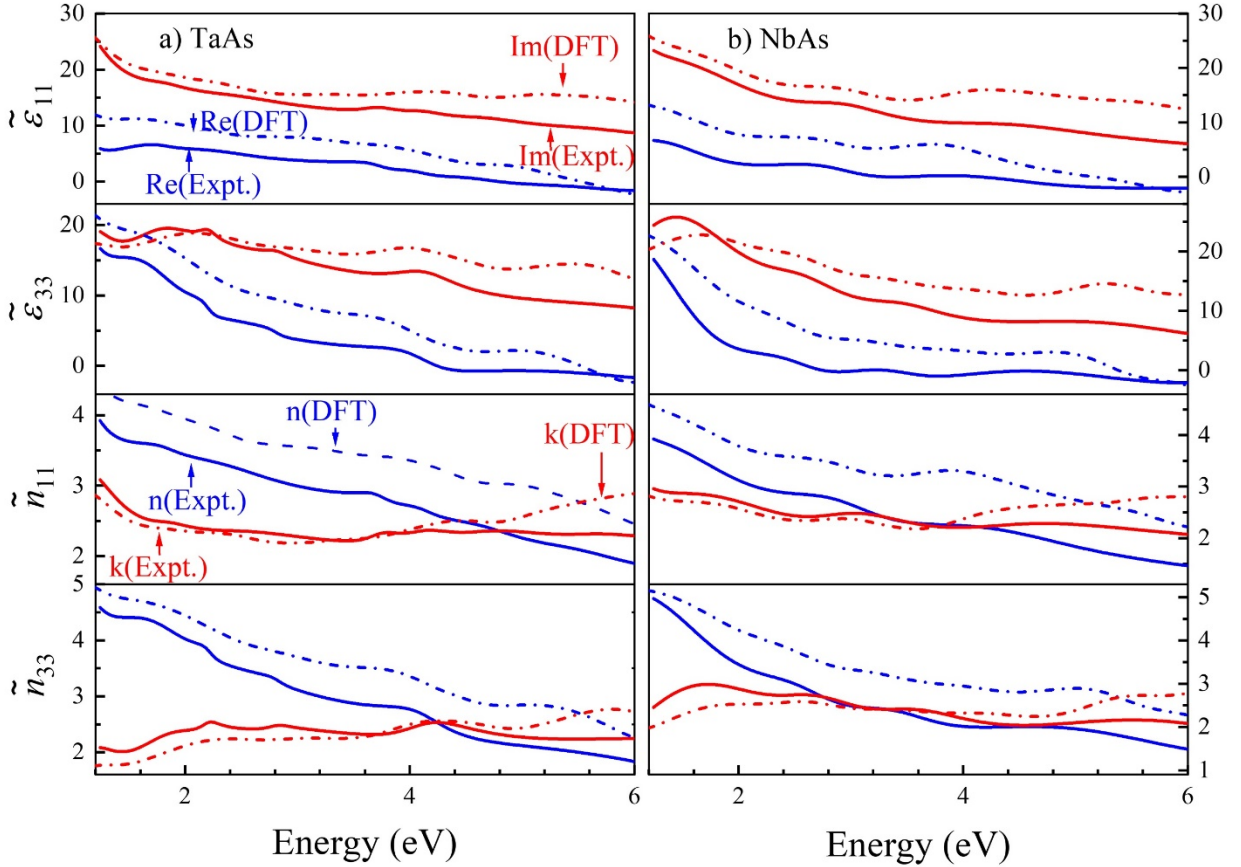 a) TaAs
b) NbAs
30
20
10
0
ε̃11
Im(DFT)
Re(DFT)
Im(Expt.)
Re(Expt.)
30
20
10
0
20
10
0
ε̃33
20
10
0
4
3
2
ñ11
n(DFT)
k(DFT)
n(Expt.)
k(Expt.)
4
3
2
5
4
3
2
ñ33
5
4
3
2
1
2
4
6
2
4
6
Energy (eV)
Energy (eV)